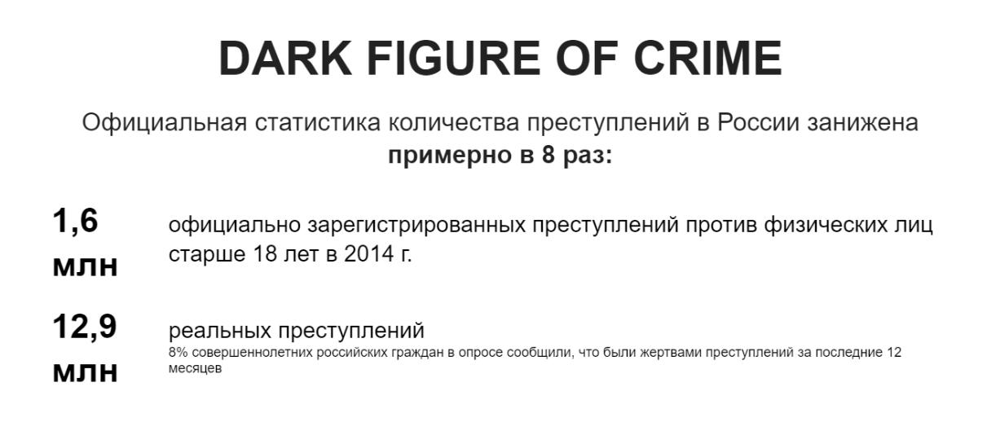 DARK FIGURE OF CRIME
Официальная статистика количества преступлений в России занижена
примерно в 8 раз:
1,6
млн
официально зарегистрированных преступлений против физических лиц
старше 18 лет в 2014 г.
12,9
млн
реальных преступлений
8% совершеннолетних российских граждан в опросе сообщили, что были жертвами преступлений за последние 12
месяцев